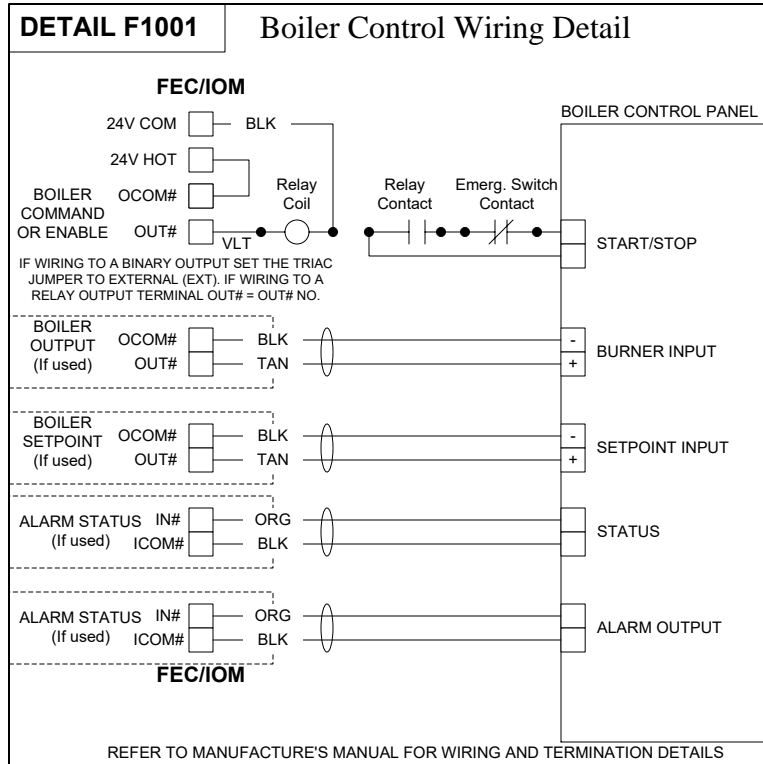 DETAIL F1001
Boiler Control Wiring Detail
FEC/IOM
BOILER CONTROL PANEL
24V COM
BLK
24V HOT
BOILER
COMMAND
OR ENABLE
OCOM#
OUT#
VLT
Relay
Coil
Relay
Contact
Emerg. Switch
Contact
START/STOP
IF WIRING TO A BINARY OUTPUT SET THE TRIAC
JUMPER TO EXTERNAL (EXT). IF WIRING TO A
RELAY OUTPUT TERMINAL OUT# = OUT# NO.
BOILER
OUTPUT
(If used)
OCOM#
BLK
-
OUT#
TAN
+
BURNER INPUT
BOILER
SETPOINT
(If used)
OCOM#
BLK
-
OUT#
TAN
+
SETPOINT INPUT
ALARM STATUS
(If used)
IN#
ORG
ICOM#
BLK
STATUS
ALARM STATUS
(If used)
IN#
ORG
ICOM#
BLK
ALARM OUTPUT
FEC/IOM
REFER TO MANUFACTURE'S MANUAL FOR WIRING AND TERMINATION DETAILS